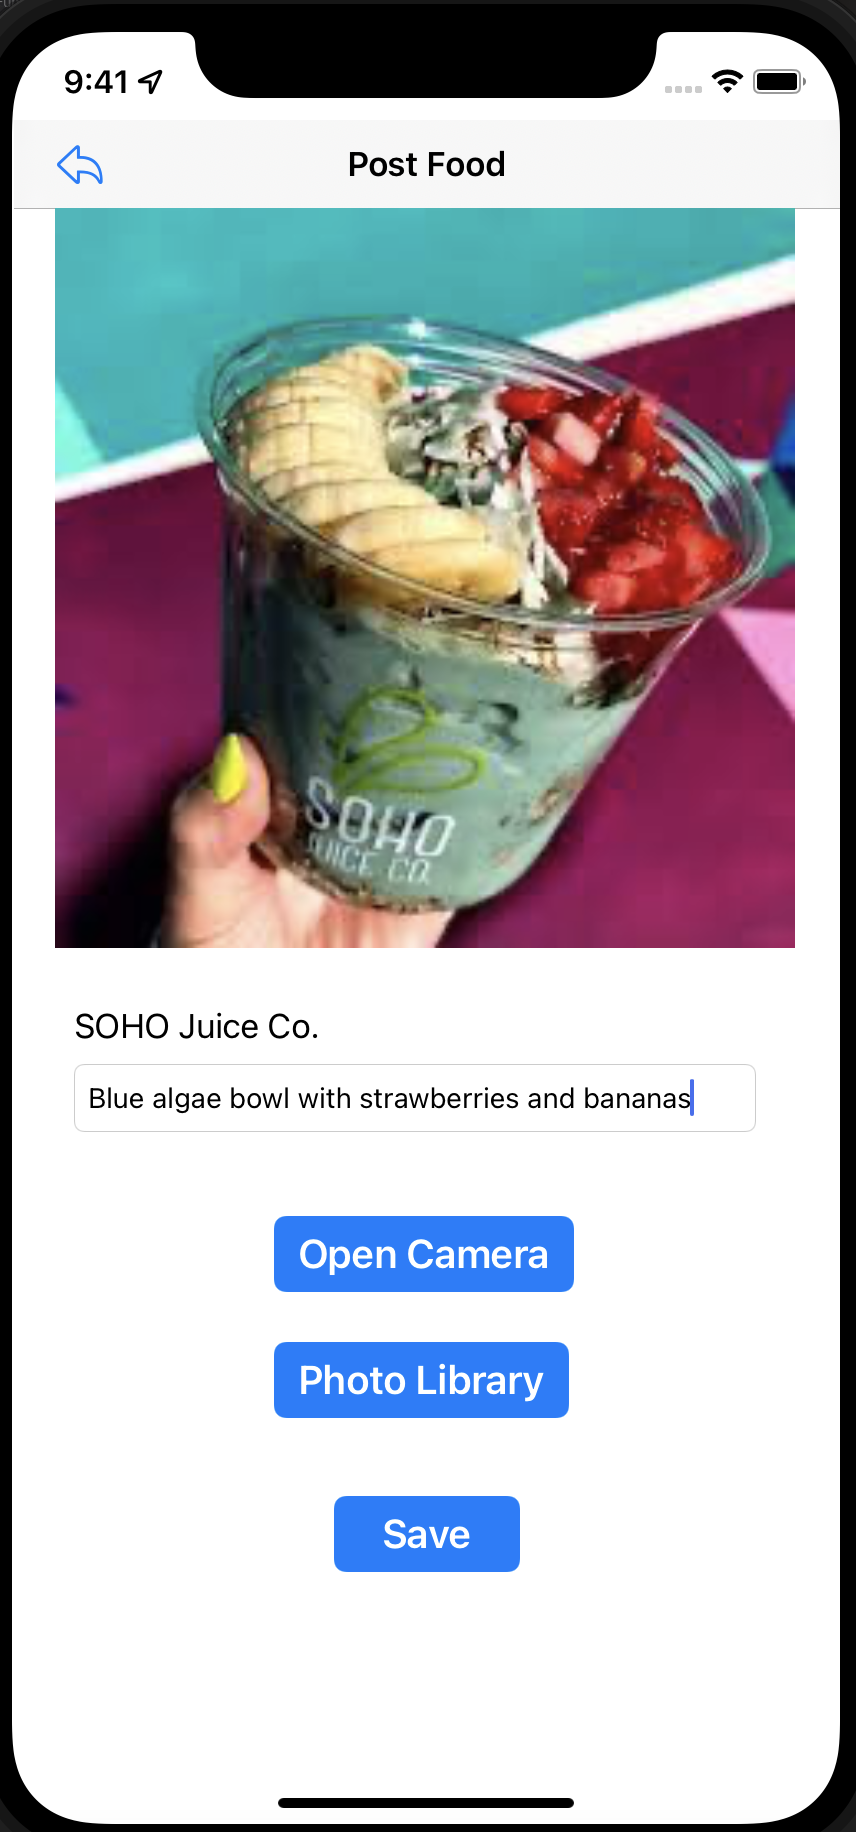 9:41
Post Food
SOHO
JUICE CO.
SOHO Juice Co.
Blue algae bowl with strawberries and bananas
Open Camera
Photo Library
Save